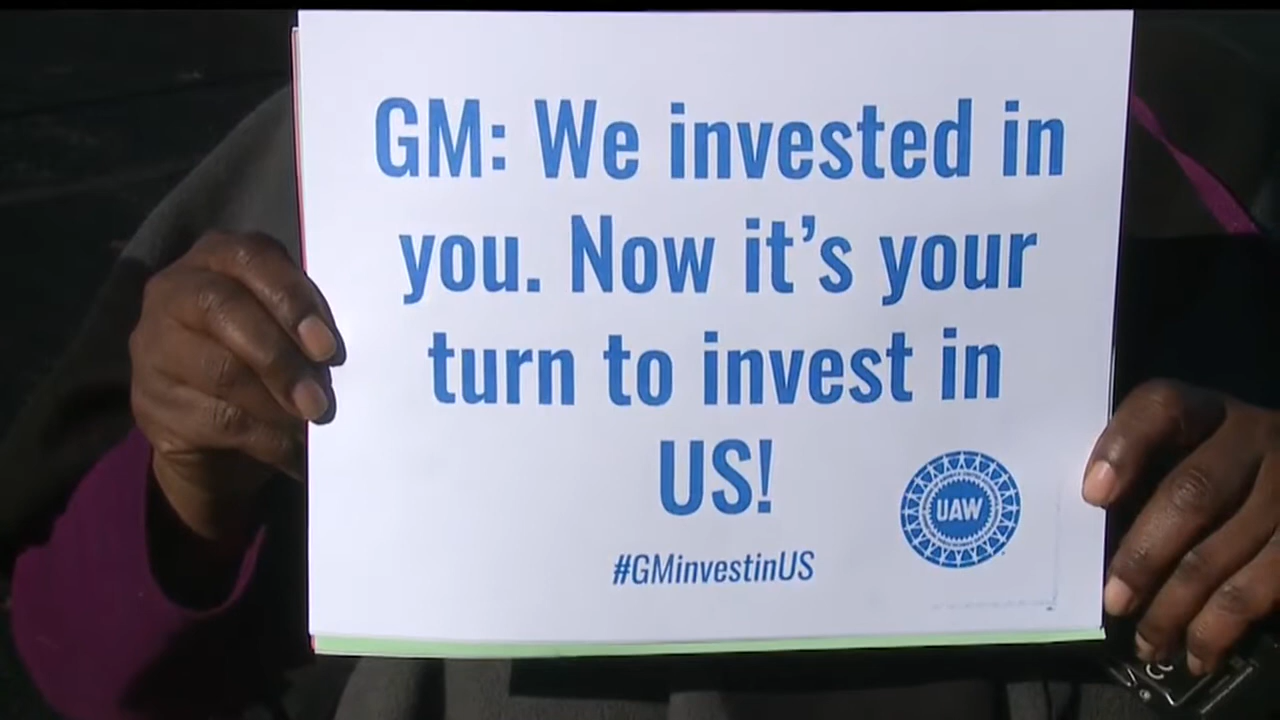 GM: We invested in
you. Now it's your
turn to invest in
US!
UAW
#GMinvestinUS